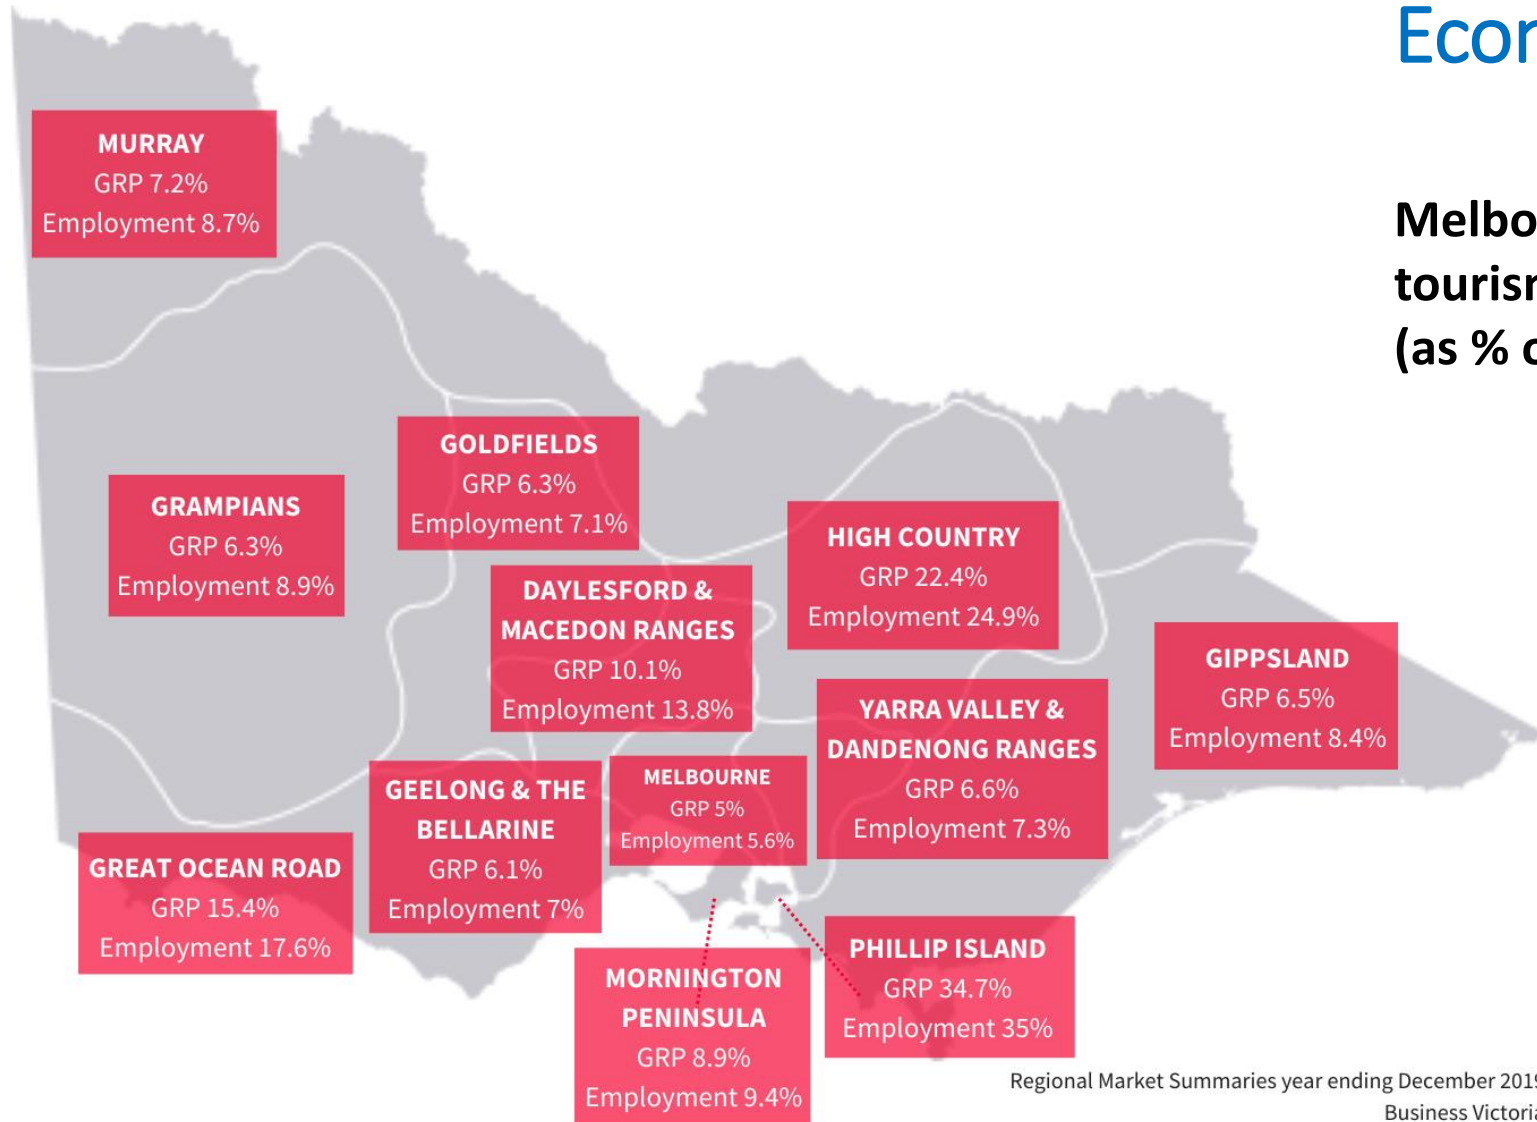 Econ
Melbo
tourisn
(as % o
MURRAY
GRP 7.2%
Employment 8.7%
GOLDFIELDS
GRP 6.3%
Employment 7.1%
GRAMPIANS
GRP 6.3%
Employment 8.9%
HIGH COUNTRY
GRP 22.4%
Employment 24.9%
DAYLESFORD &
MACEDON RANGES
GRP 10.1%
Employment 13.8%
GIPPSLAND
GRP 6.5%
Employment 8.4%
YARRA VALLEY &
DANDENONG RANGES
GRP 6.6%
Employment 7.3%
MELBOURNE
GRP 5%
Employment 5.6%
GEELONG & THE
BELLARINE
GRP 6.1%
Employment 7%
GREAT OCEAN ROAD
GRP 15.4%
Employment 17.6%
PHILLIP ISLAND
GRP 34.7%
Employment 35%
MORNINGTON
PENINSULA
GRP 8.9%
Employment 9.4%
Regional Market Summaries year ending December 2019
Business Victoria